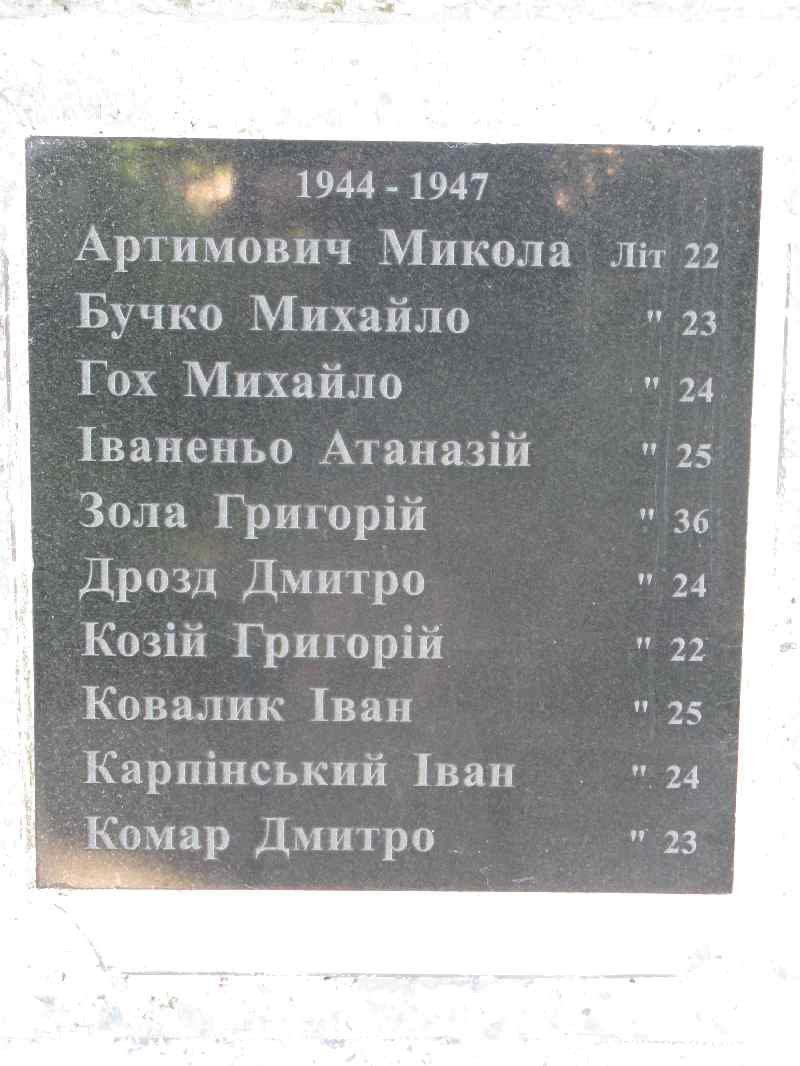 1944 - 1947
Артимович Микола Літ 22
Бучко Михайло " 23
Гох Михайло " 24
Іваненьо Атаназій " 25
Зола Григорій " 36
Дрозд Дмитро " 24
Козій Григорій " 22
Ковалик Іван " 25
Карпінський Іван " 24
Комар Дмитро " 23